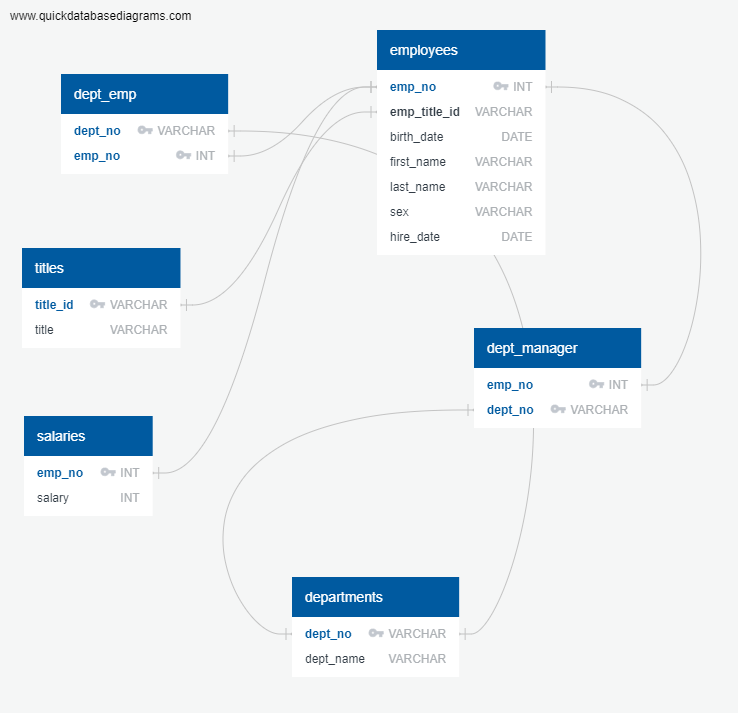 www.quickdatabasediagrams.com
employees
emp_no INT
emp_title_id VARCHAR
birth_date DATE
first_name VARCHAR
last_name VARCHAR
sex VARCHAR
hire_date DATE
dept_emp
dept_no VARCHAR
emp_no INT
titles
title_id VARCHAR
title VARCHAR
dept_manager
emp_no INT
dept_no VARCHAR
salaries
emp_no INT
salary INT
departments
dept_no VARCHAR
dept_name VARCHAR